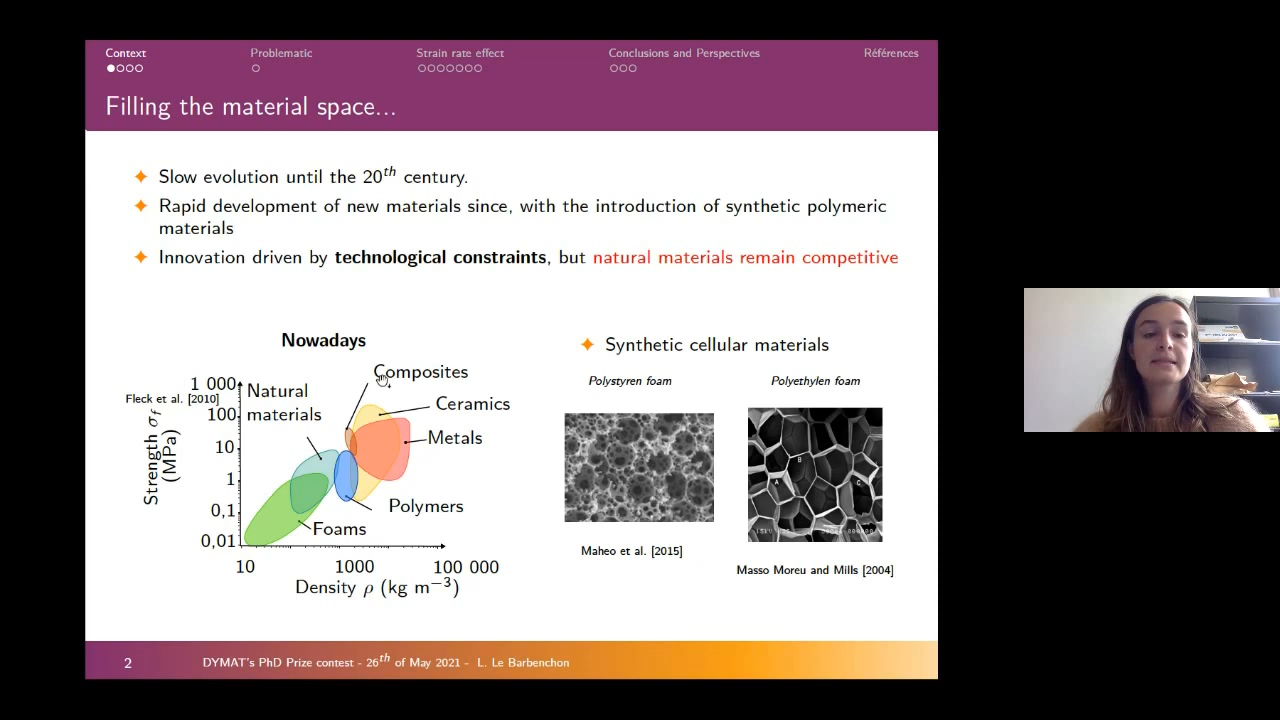 Context
Problematic
Strain rate effect
Conclusions and Perspectives
Références
Filling the material space...
Slow evolution until the 20th century.
Rapid development of new materials since, with the introduction of synthetic polymeric
materials
Innovation driven by technological constraints, but natural materials remain competitive
Nowadays
Composites
Ceramics
Metals
Polymers
Foams
Natural
materials
Fleck et al. [2010]
Strength σf
(MPa)
1 000
100
10
1
0,1
0,01
10
1000
100 000
Density ρ (kg m−3)
Synthetic cellular materials
Polystyren foam
Polyethylen foam
A
B
C
Maheo et al. [2015]
Masso Moreu and Mills [2004]
2
DYMAT's PhD Prize contest - 26th of May 2021 - L. Le Barbenchon